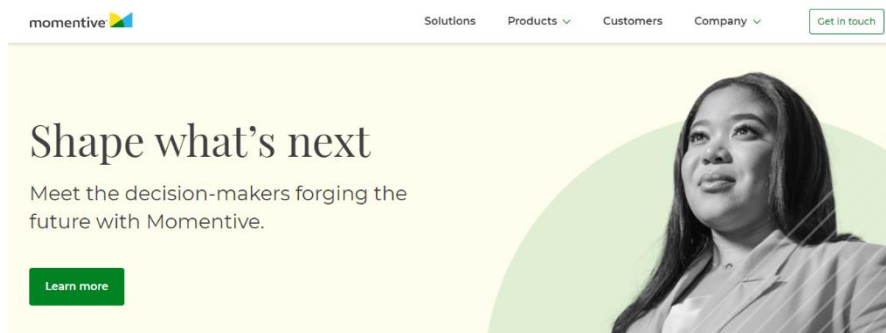 momentive
Solutions Products Customers Company Get in touch
Shape what's next
Meet the decision-makers forging the
future with Momentive.
Learn more